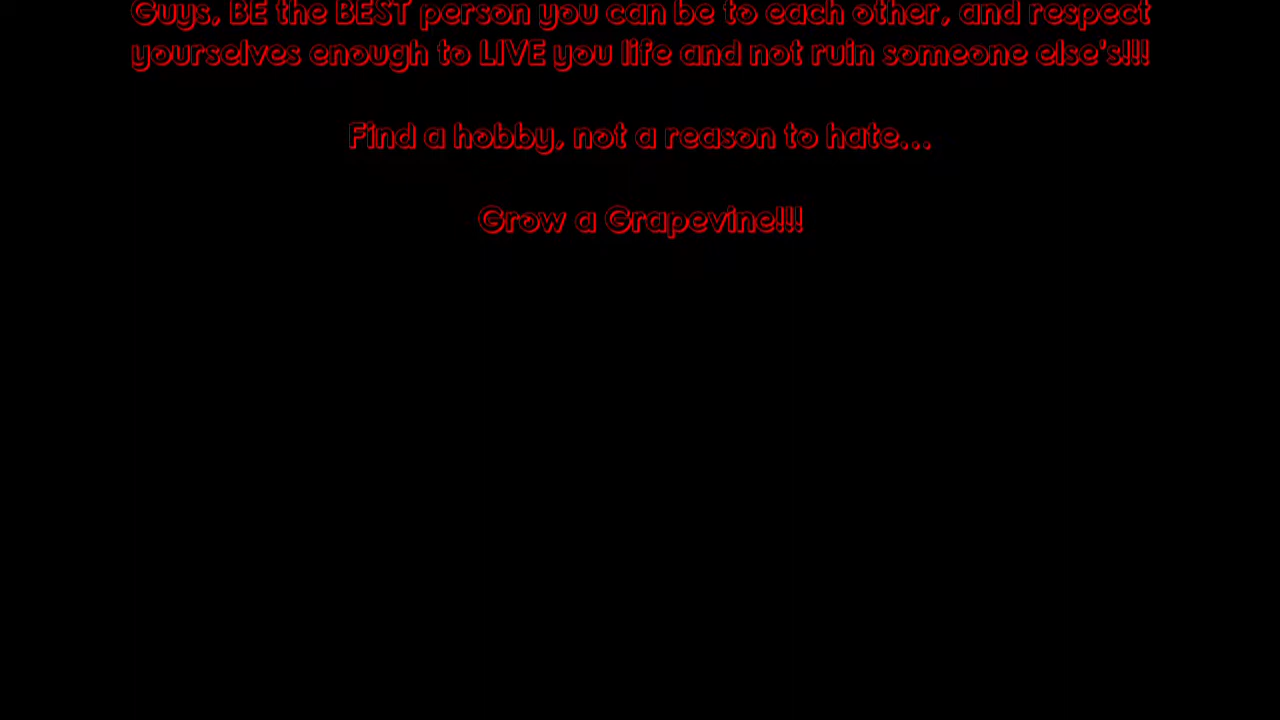 Guys, BE the BEST person you can be to each other, and respect
yourselves enough to LIVE you life and not ruin someone else's!!!
Find a hobby, not a reason to hate...
Grow a Grapevine!!!